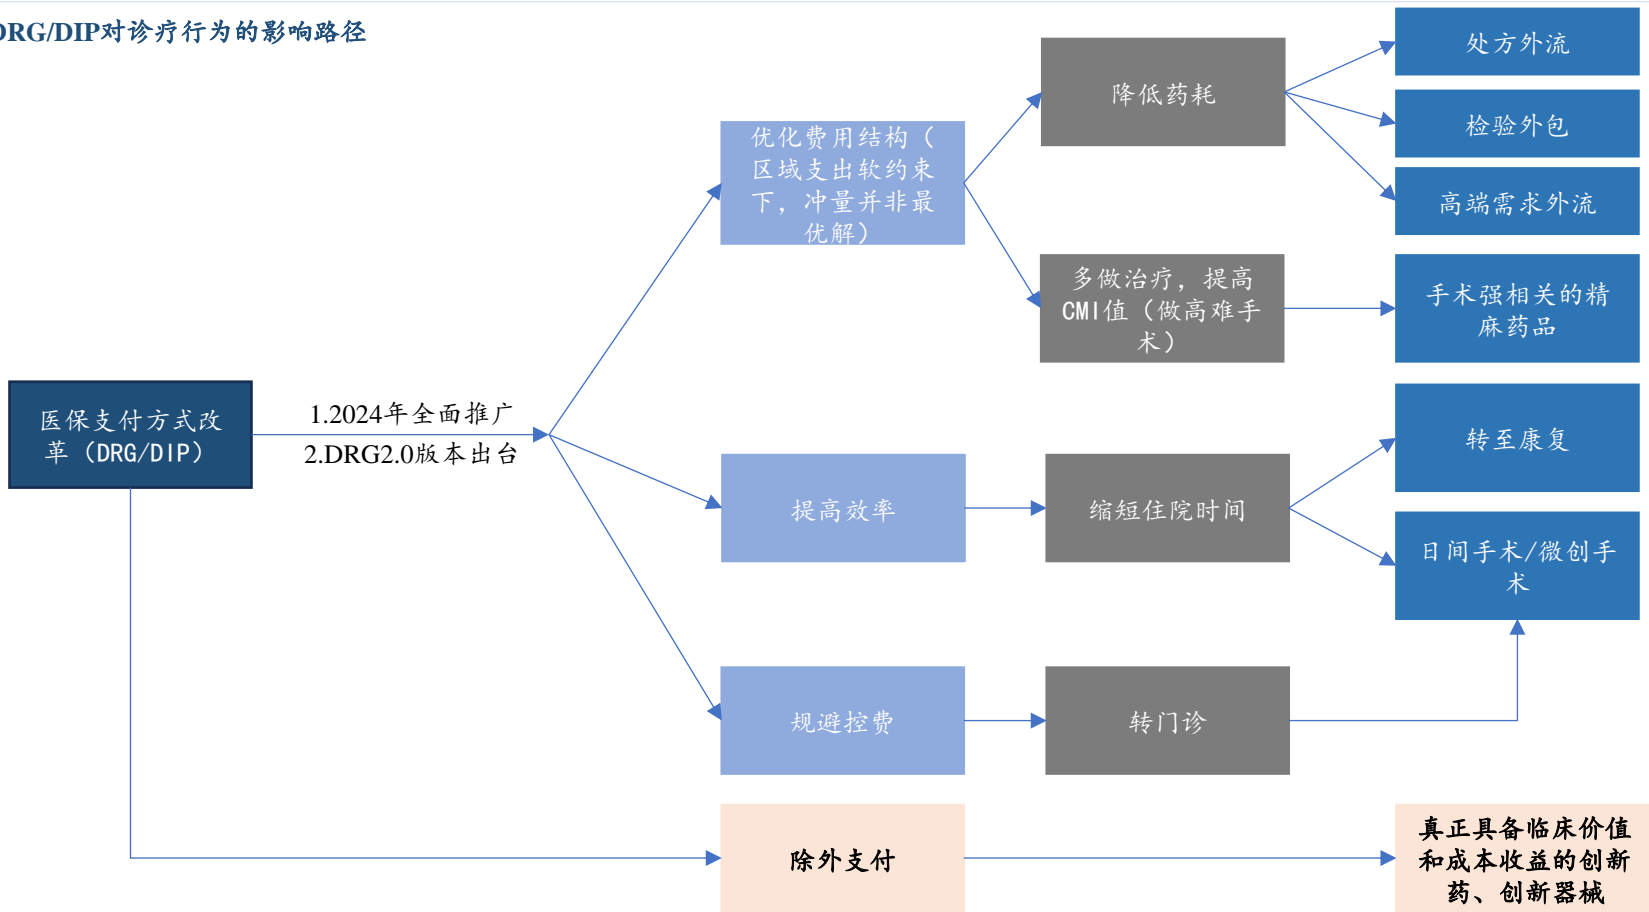 DRG/DIP对诊疗行为的影响路径
处方外流
降低药耗
检验外包
优化费用结构（
区域支出软约束
下，冲量并非最
优解）
高端需求外流
多做治疗，提高
CMI值（做高难手
术）
手术强相关的精
麻药品
医保支付方式改
革（DRG/DIP）
1.2024年全面推广
2.DRG2.0版本出台
转至康复
提高效率
缩短住院时间
日间手术/微创手
术
规避控费
转门诊
除外支付
真正具备临床价值
和成本收益的创新
药、创新器械